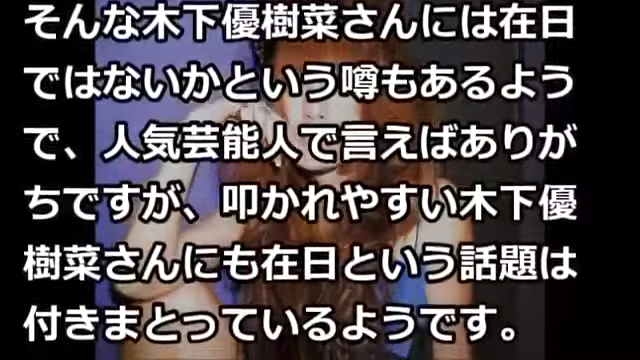 そんな木下優樹菜さんには在日
ではないかという噂もあるよう
で、人気芸能人で言えばありが
ちですが、叩かれやすい木下優
樹菜さんにも在日という話題は
付きまとっているようです。